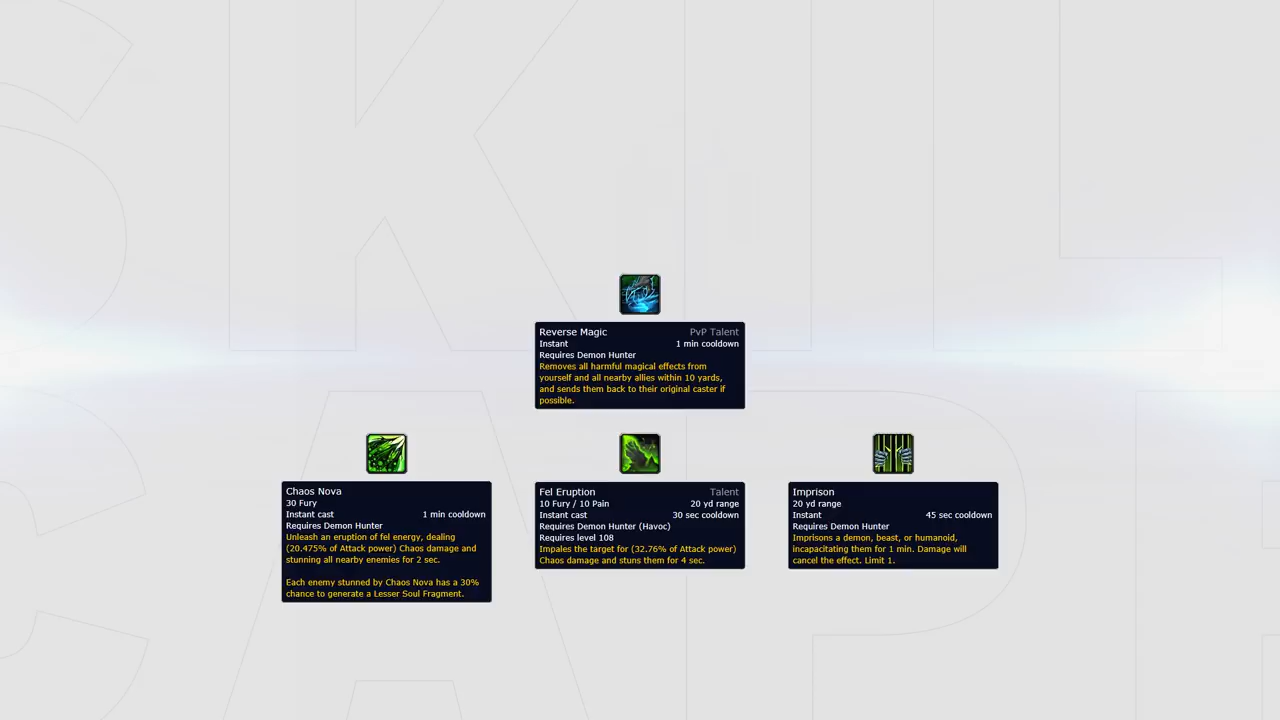 SKILL
CAPPE
Reverse Magic PvP Talent
Instant 1 min cooldown
Requires Demon Hunter
Removes all harmful magical effects from
yourself and all nearby allies within 10 yards,
and sends them back to their original caster if
possible.
Chaos Nova
30 Fury
Instant cast 1 min cooldown
Requires Demon Hunter
Unleash an eruption of fel energy, dealing
(20.475% of Attack power) Chaos damage and
stunning all nearby enemies for 2 sec.
Each enemy stunned by Chaos Nova has a 30%
chance to generate a Lesser Soul Fragment.
Fel Eruption Talent
10 Fury / 10 Pain 20 yd range
Instant cast 30 sec cooldown
Requires Demon Hunter (Havoc)
Requires level 108
Impales the target for (32.76% of Attack power)
Chaos damage and stuns them for 4 sec.
Imprison
20 yd range
Instant 45 sec cooldown
Requires Demon Hunter
Imprisons a demon, beast, or humanoid,
incapacitating them for 1 min. Damage will
cancel the effect. Limit 1.